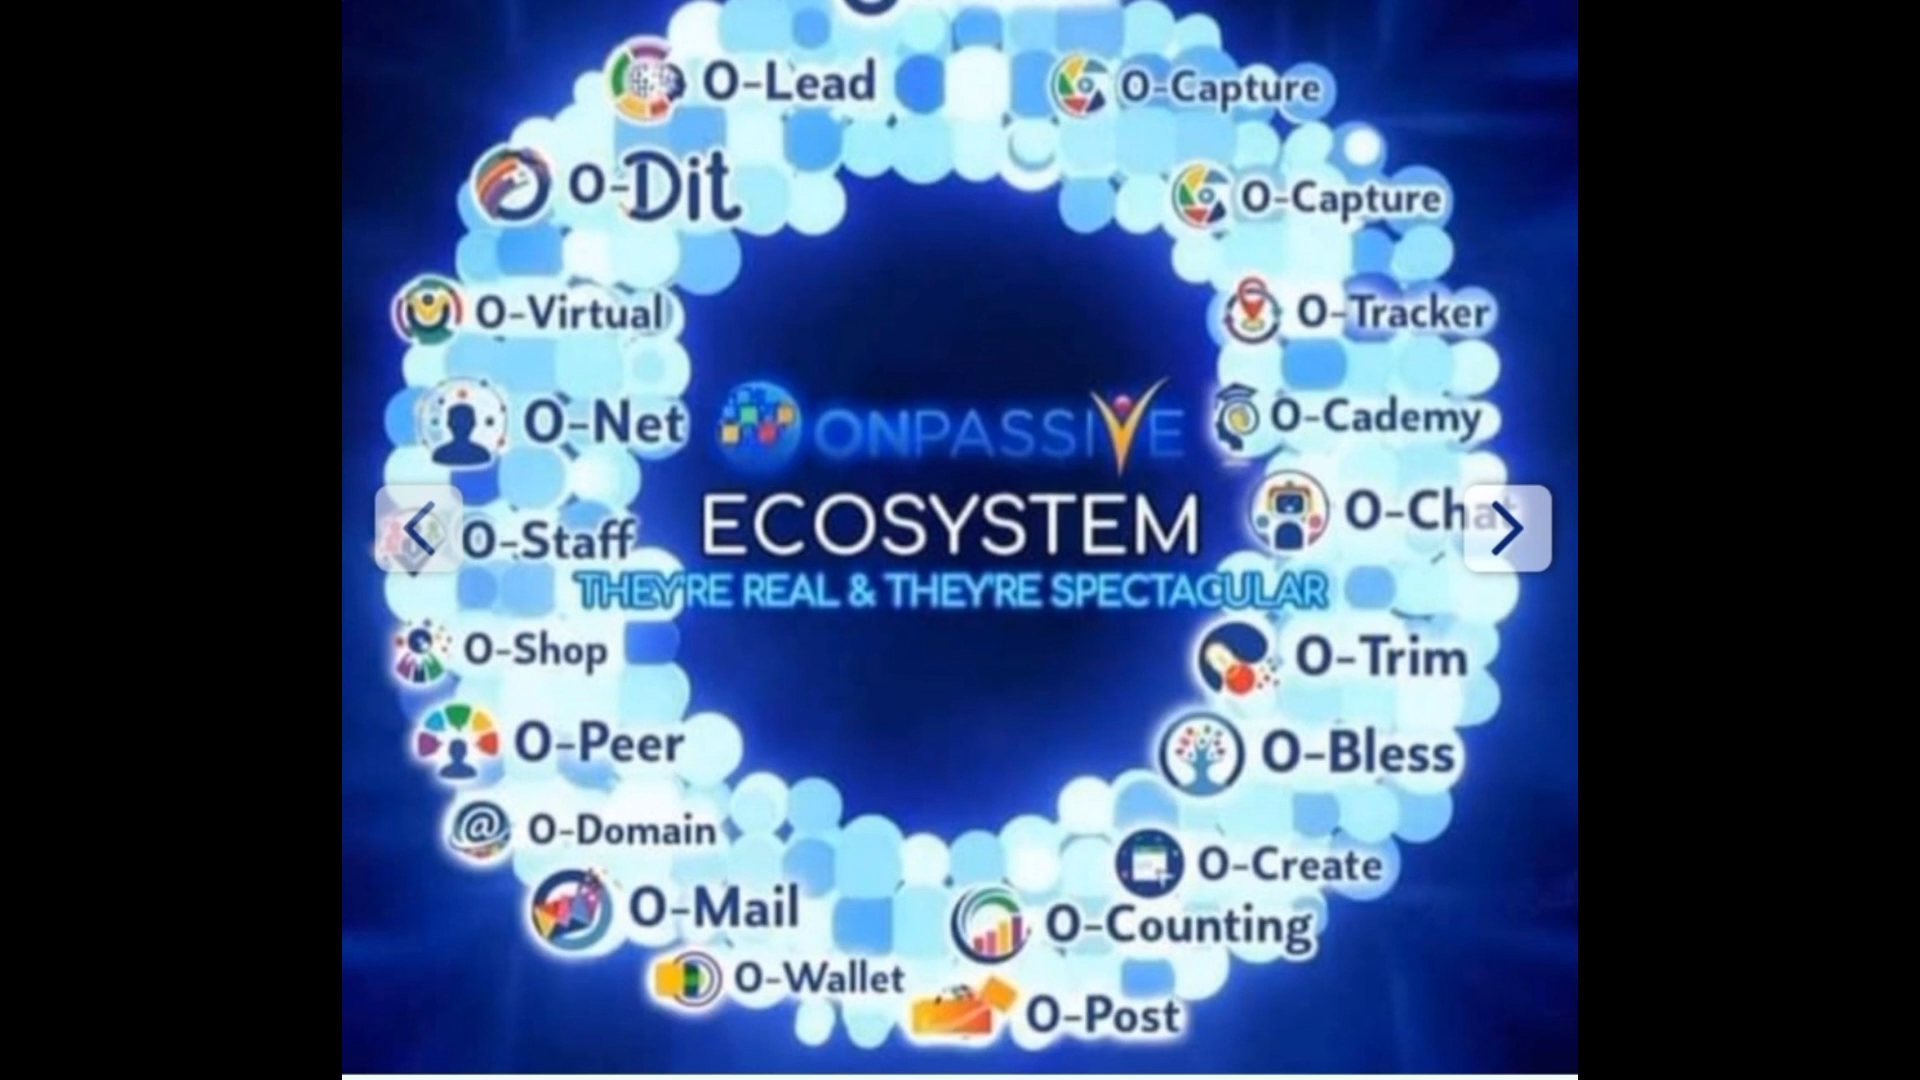 O-Lead
O-Capture
O-Dit
O-Capture
O-Virtual
O-Tracker
O-Net
ONPASSIVE
O-Cademy
ECOSYSTEM
O-Chat
O-Staff
THEY'RE REAL & THEY'RE SPECTACULAR
O-Shop
O-Trim
O-Peer
O-Bless
O-Domain
O-Create
O-Mail
O-Counting
O-Wallet
O-Post